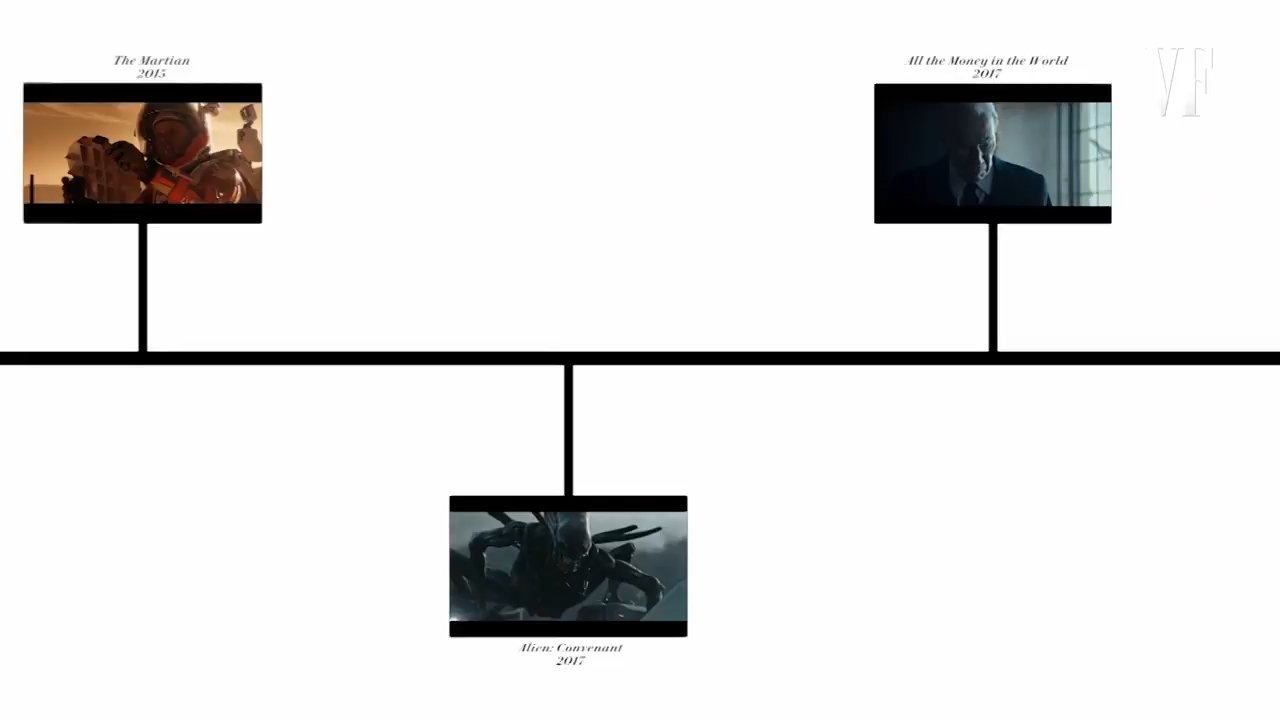 The Martian
2015
All the Money in the World
2017
VF
Alien: Convenant
2017